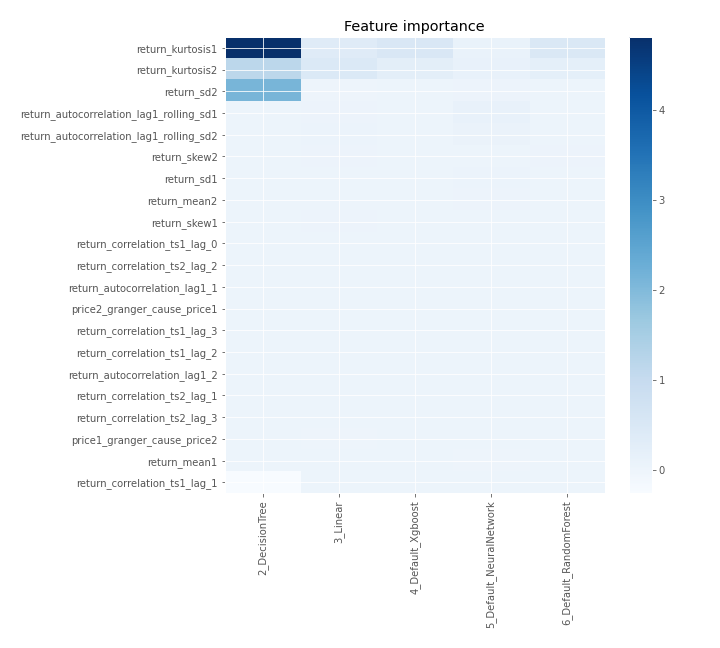 Feature importance
return_kurtosis1
return_kurtosis2
return_sd2
return_autocorrelation_lag1_rolling_sd1
return_autocorrelation_lag1_rolling_sd2
return_skew2
return_sd1
return_mean2
return_skew1
return_correlation_ts1_lag_0
return_correlation_ts2_lag_2
return_autocorrelation_lag1_1
price2_granger_cause_price1
return_correlation_ts1_lag_3
return_correlation_ts1_lag_2
return_autocorrelation_lag1_2
return_correlation_ts2_lag_1
return_correlation_ts2_lag_3
price1_granger_cause_price2
return_mean1
return_correlation_ts1_lag_1
2_DecisionTree
3_Linear
4_Default_Xgboost
5_Default_NeuralNetwork
6_Default_RandomForest
4
3
2
1
0